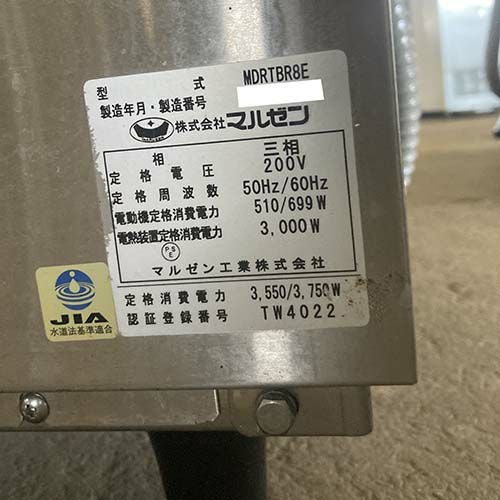 型式 MDRTBR8E
製造年月・製造番号
株式会社マルゼン
相 三相
定格電圧 200V
定格周波数 50Hz/60Hz
電動機定格消費電力 510/699W
電熱装置定格消費電力 3,000W
PSE
マルゼン工業株式会社
定格消費電力 3,550/3,750W
認証登録番号 TW4022
JIA
水道法基準適合